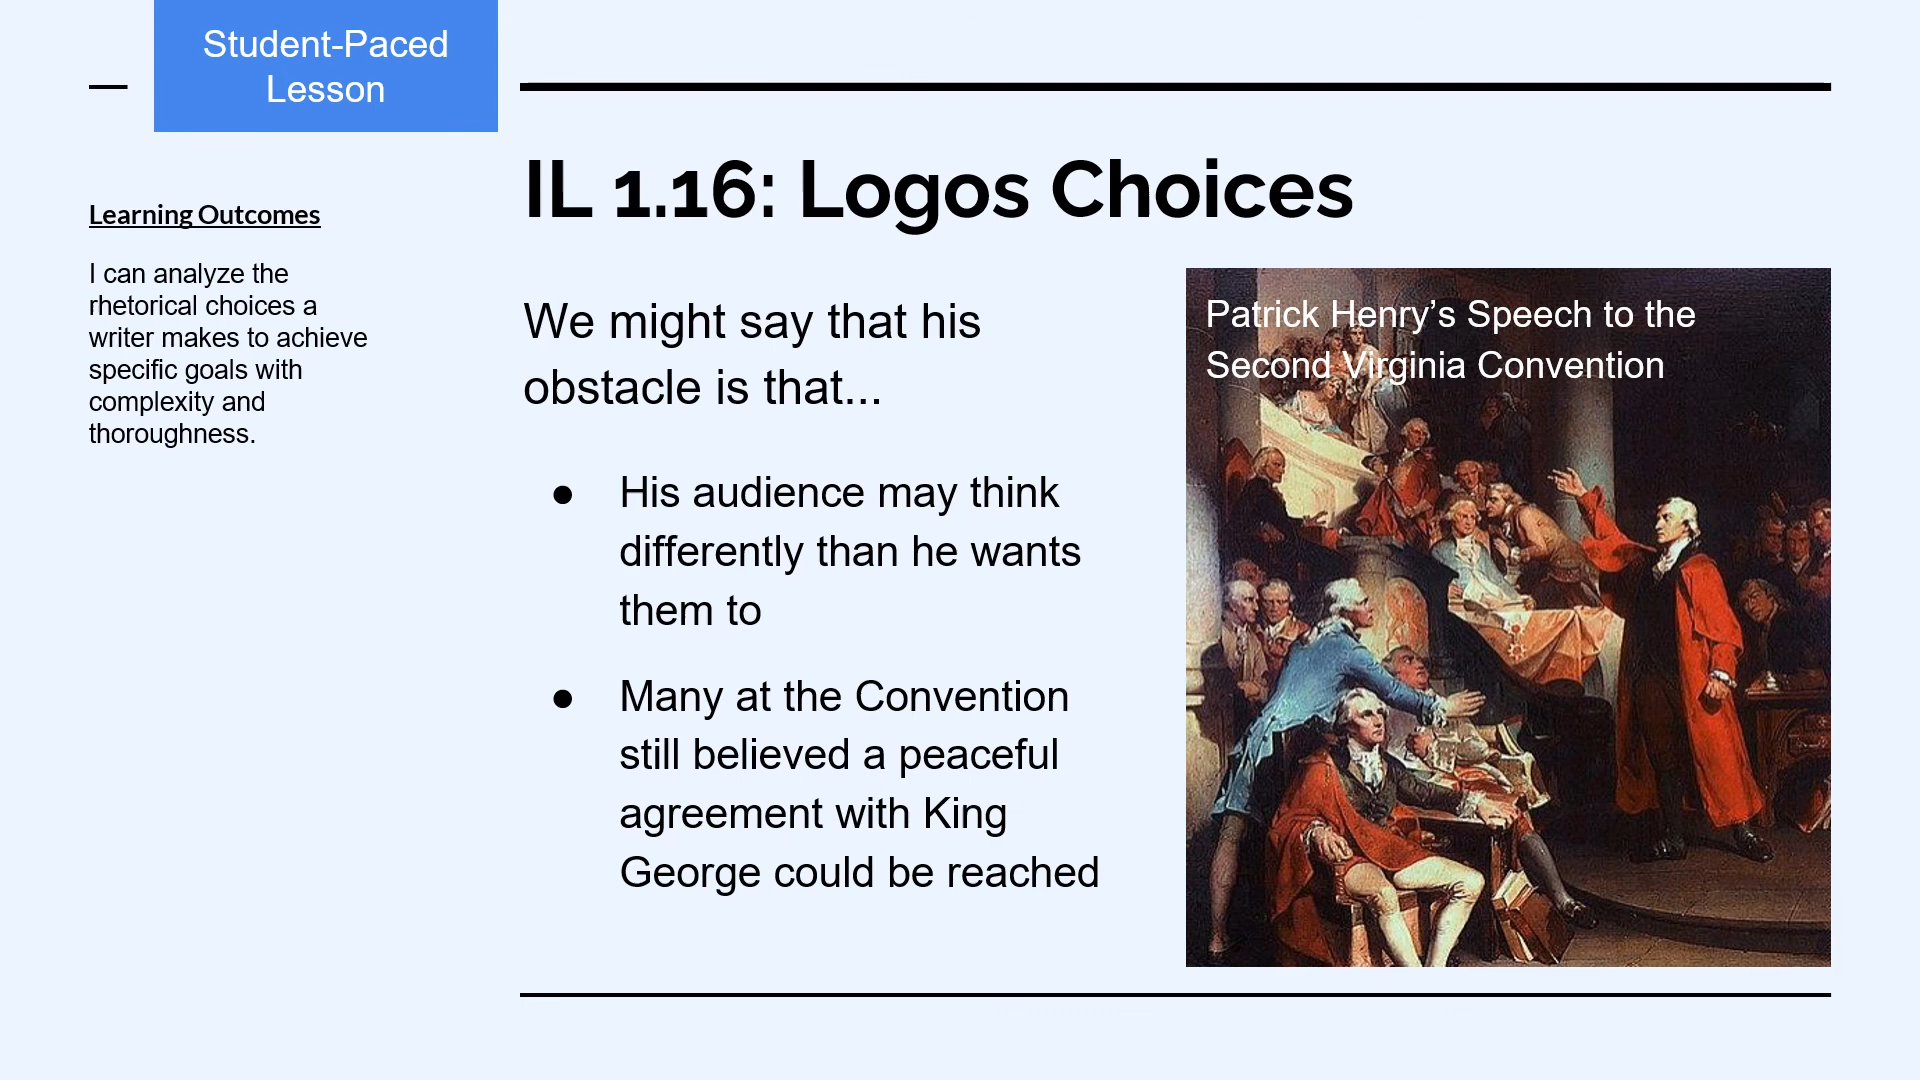 Student-Paced
Lesson
Learning Outcomes
I can analyze the
rhetorical choices a
writer makes to achieve
specific goals with
complexity and
thoroughness.
IL 1.16: Logos Choices
We might say that his
obstacle is that...
● His audience may think
differently than he wants
them to
● Many at the Convention
still believed a peaceful
agreement with King
George could be reached
Patrick Henry’s Speech to the
Second Virginia Convention